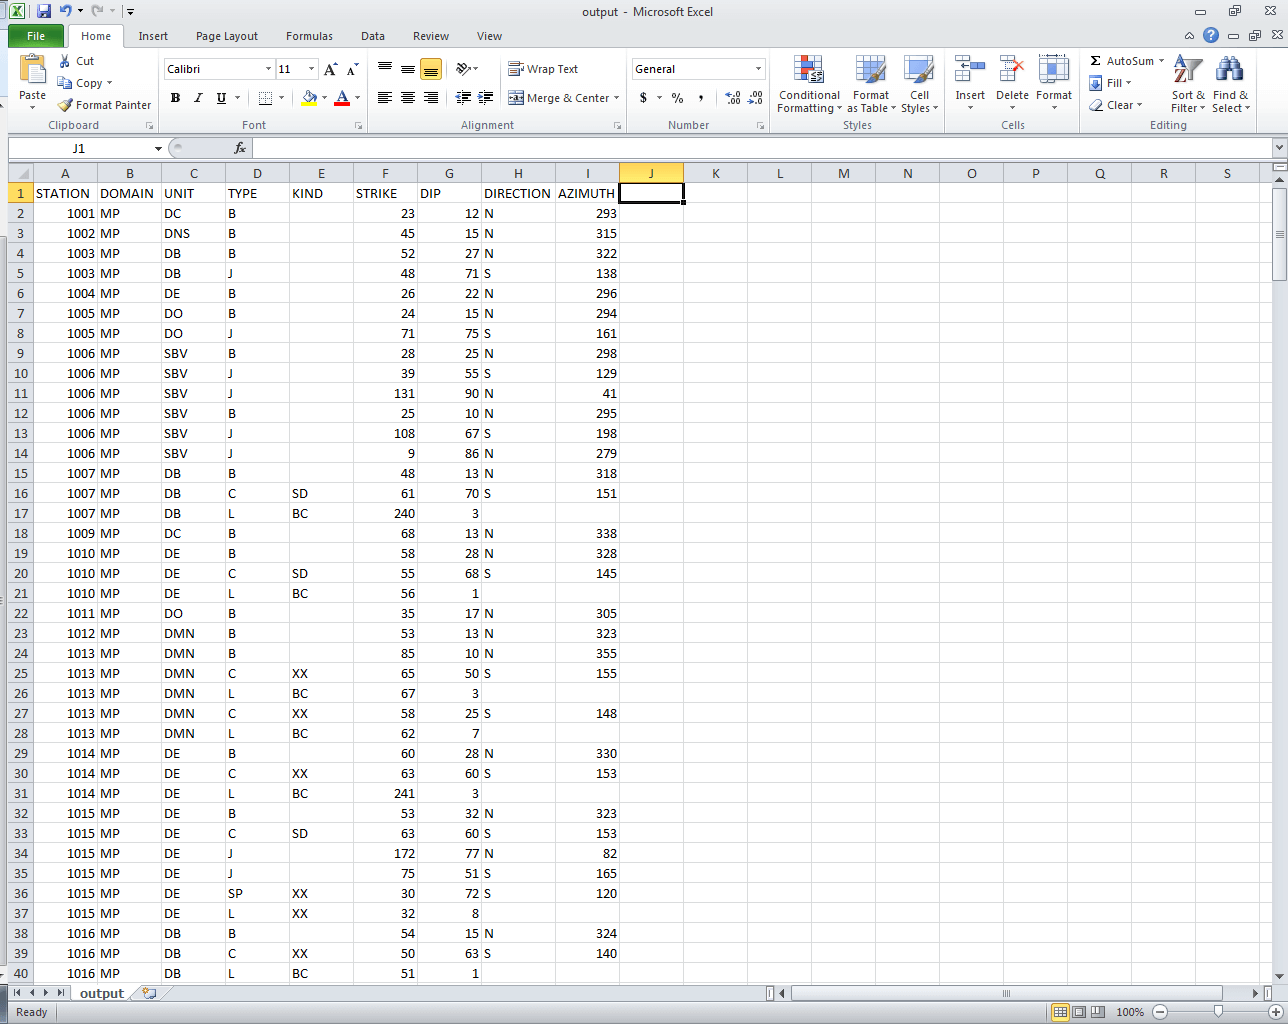 output - Microsoft Excel
File Home Insert Page Layout Formulas Data Review View
Cut
Copy
Format Painter
Paste
Clipboard
Calibri 11
B I U
Font
Wrap Text
Merge & Center
Alignment
General
$ % ,
Number
Conditional Formatting
Format as Table
Cell Styles
Styles
Insert Delete Format
Cells
AutoSum
Fill
Clear
Sort & Filter
Find & Select
Editing
J1 fx
A B C D E F G H I J K L M N O P Q R S
1 STATION DOMAIN UNIT TYPE KIND STRIKE DIP DIRECTION AZIMUTH
2 1001 MP DC B 23 12 N 293
3 1002 MP DNS B 45 15 N 315
4 1003 MP DB B 52 27 N 322
5 1003 MP DB J 48 71 S 138
6 1004 MP DE B 26 22 N 296
7 1005 MP DO B 24 15 N 294
8 1005 MP DO J 71 75 S 161
9 1006 MP SBV B 28 25 N 298
10 1006 MP SBV J 39 55 S 129
11 1006 MP SBV J 131 90 N 41
12 1006 MP SBV B 25 10 N 295
13 1006 MP SBV J 108 67 S 198
14 1006 MP SBV J 9 86 N 279
15 1007 MP DB B 48 13 N 318
16 1007 MP DB C SD 61 70 S 151
17 1007 MP DB L BC 240 3
18 1009 MP DC B 68 13 N 338
19 1010 MP DE B 58 28 N 328
20 1010 MP DE C SD 55 68 S 145
21 1010 MP DE L BC 56 1
22 1011 MP DO B 35 17 N 305
23 1012 MP DMN B 53 13 N 323
24 1013 MP DMN B 85 10 N 355
25 1013 MP DMN C XX 65 50 S 155
26 1013 MP DMN L BC 67 3
27 1013 MP DMN C XX 58 25 S 148
28 1013 MP DMN L BC 62 7
29 1014 MP DE B 60 28 N 330
30 1014 MP DE C XX 63 60 S 153
31 1014 MP DE L BC 241 3
32 1015 MP DE B 53 32 N 323
33 1015 MP DE C SD 63 60 S 153
34 1015 MP DE J 172 77 N 82
35 1015 MP DE J 75 51 S 165
36 1015 MP DE SP XX 30 72 S 120
37 1015 MP DE L XX 32 8
38 1016 MP DB B 54 15 N 324
39 1016 MP DB C XX 50 63 S 140
40 1016 MP DB L BC 51 1
output
Ready 100%